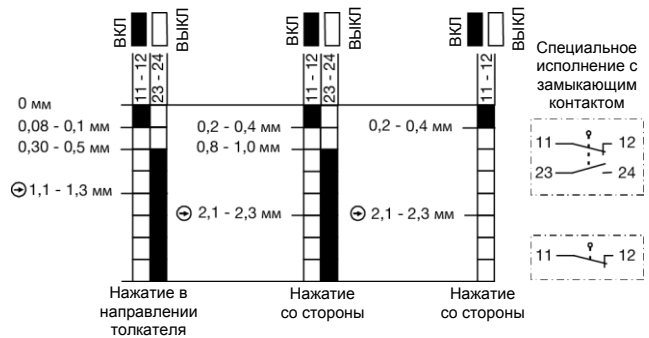 ВКЛ ВЫКЛ ВКЛ ВЫКЛ ВКЛ ВЫКЛ
11 - 12 23 - 24 11 - 12 23 - 24 11 - 12
Специальное
исполнение с
замыкающим
контактом
0 мм
0,08 - 0,1 мм 0,2 - 0,4 мм 0,2 - 0,4 мм
0,30 - 0,5 мм 0,8 - 1,0 мм
1,1 - 1,3 мм
2,1 - 2,3 мм 2,1 - 2,3 мм
11 12
23 24
11 12
Нажатие в
направлении
толкателя
Нажатие
со стороны
Нажатие
со стороны